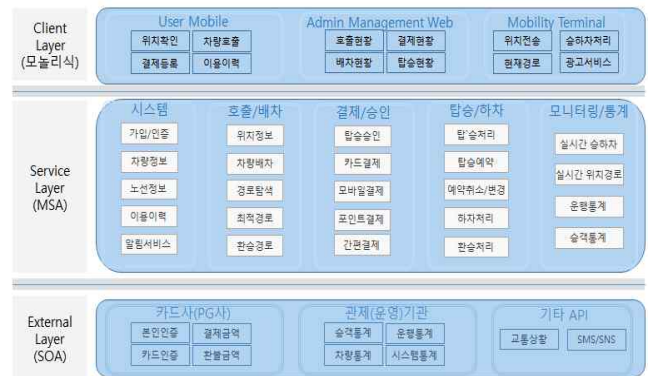 Client
Layer
(모놀리식)
User Mobile
위치확인 차량호출
결제등록 이용이력
Admin Management Web
호출현황 결제현황
배차현황 탑승현황
Mobility Terminal
위치전송 승하차처리
현재경로 광고서비스
Service
Layer
(MSA)
시스템
가입/인증
차량정보
노선정보
이용이력
알림서비스
호출/배차
위치정보
차량배차
경로탐색
최적경로
환승경로
결제/승인
탑승승인
카드결제
모바일결제
포인트결제
간편결제
탑승/하차
탑`승처리
탑승예약
예약취소/변경
하차처리
환승처리
모니터링/통계
실시간 승하차
실시간 위치경로
운행통계
승객통계
External
Layer
(SOA)
카드사(PG사)
본인인증 결제금액
카드인증 환불금액
관제(운영)기관
승객통계 운행통계
차량통계 시스템통계
기타 API
교통상황 SMS/SNS